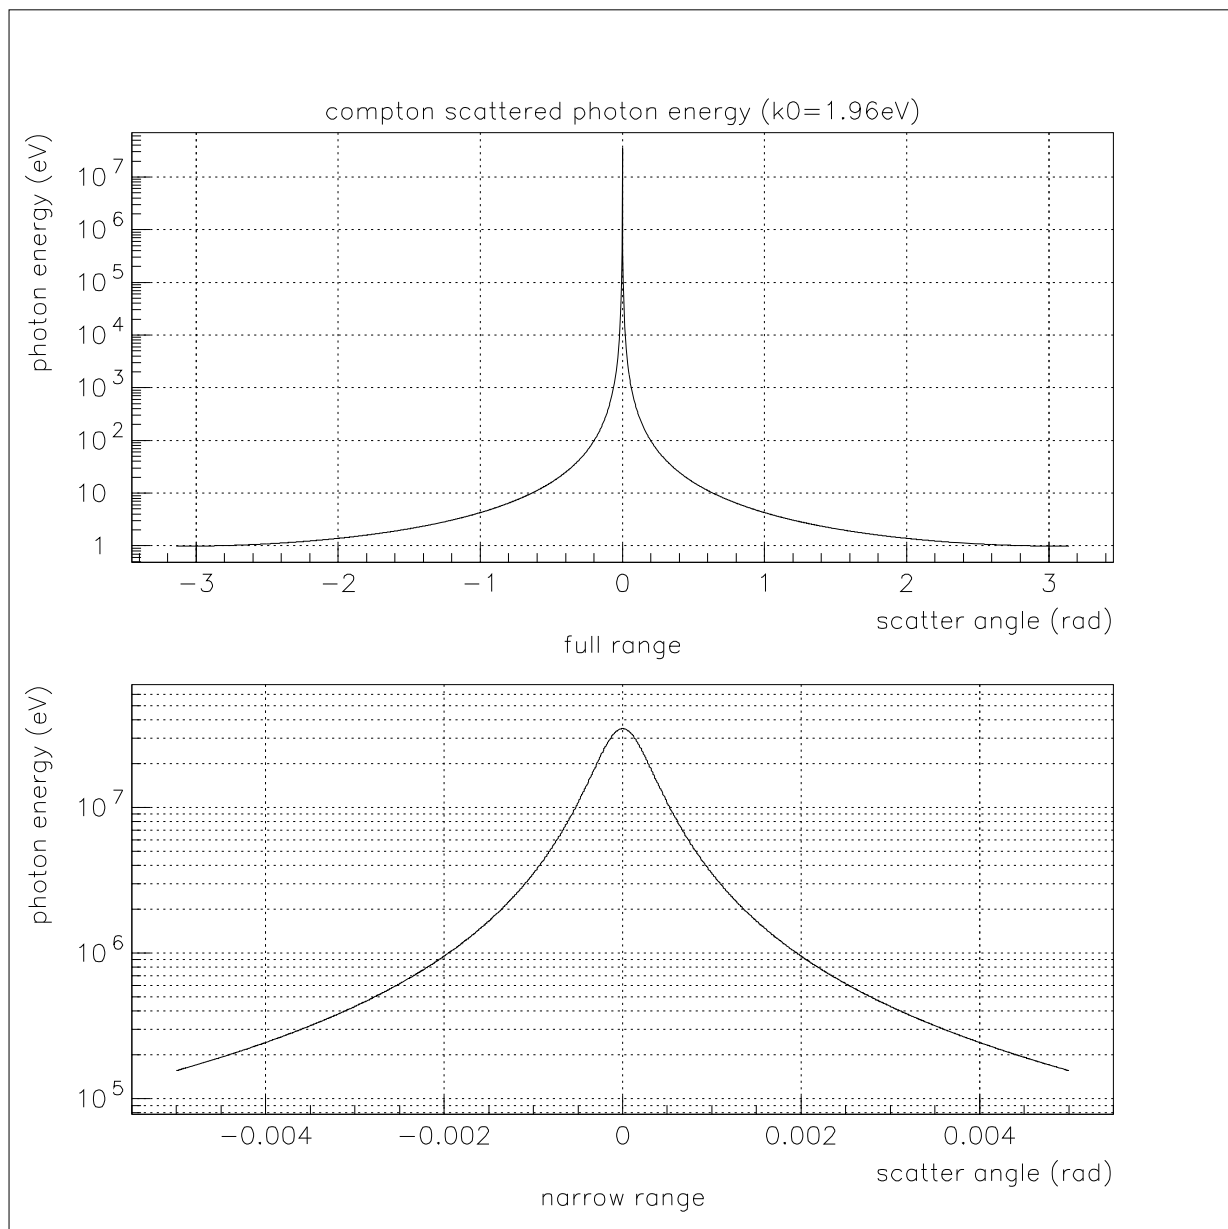 compton scattered photon energy (k0=1.96eV)
photon energy (eV)
10^7
10^6
10^5
10^4
10^3
10^2
10
1
−3 −2 −1 0 1 2 3
scatter angle (rad)
full range
photon energy (eV)
10^7
10^6
10^5
−0.004 −0.002 0 0.002 0.004
scatter angle (rad)
narrow range